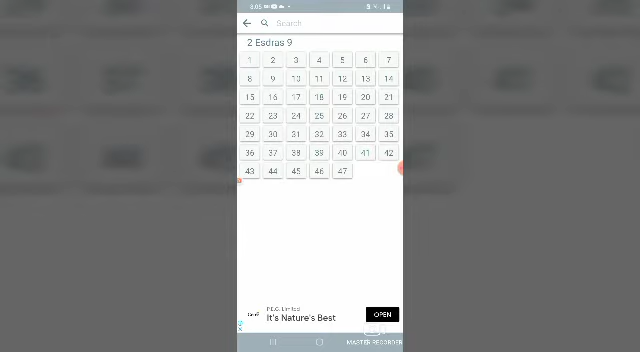 Search
2 Esdras 9
1 2 3 4 5 6 7
8 9 10 11 12 13 14
15 16 17 18 19 20 21
22 23 24 25 26 27 28
29 30 31 32 33 34 35
36 37 38 39 40 41 42
43 44 45 46 47
P.E.G. Limited
It's Nature's Best
OPEN
MASTER RECORDER